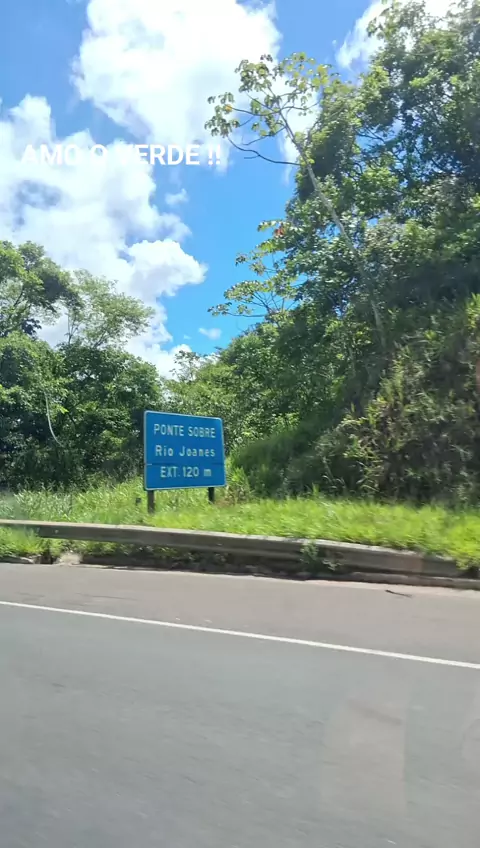 AMO O VERDE !!
PONTE SOBRE
Rio Joanes
EXT. 120 m